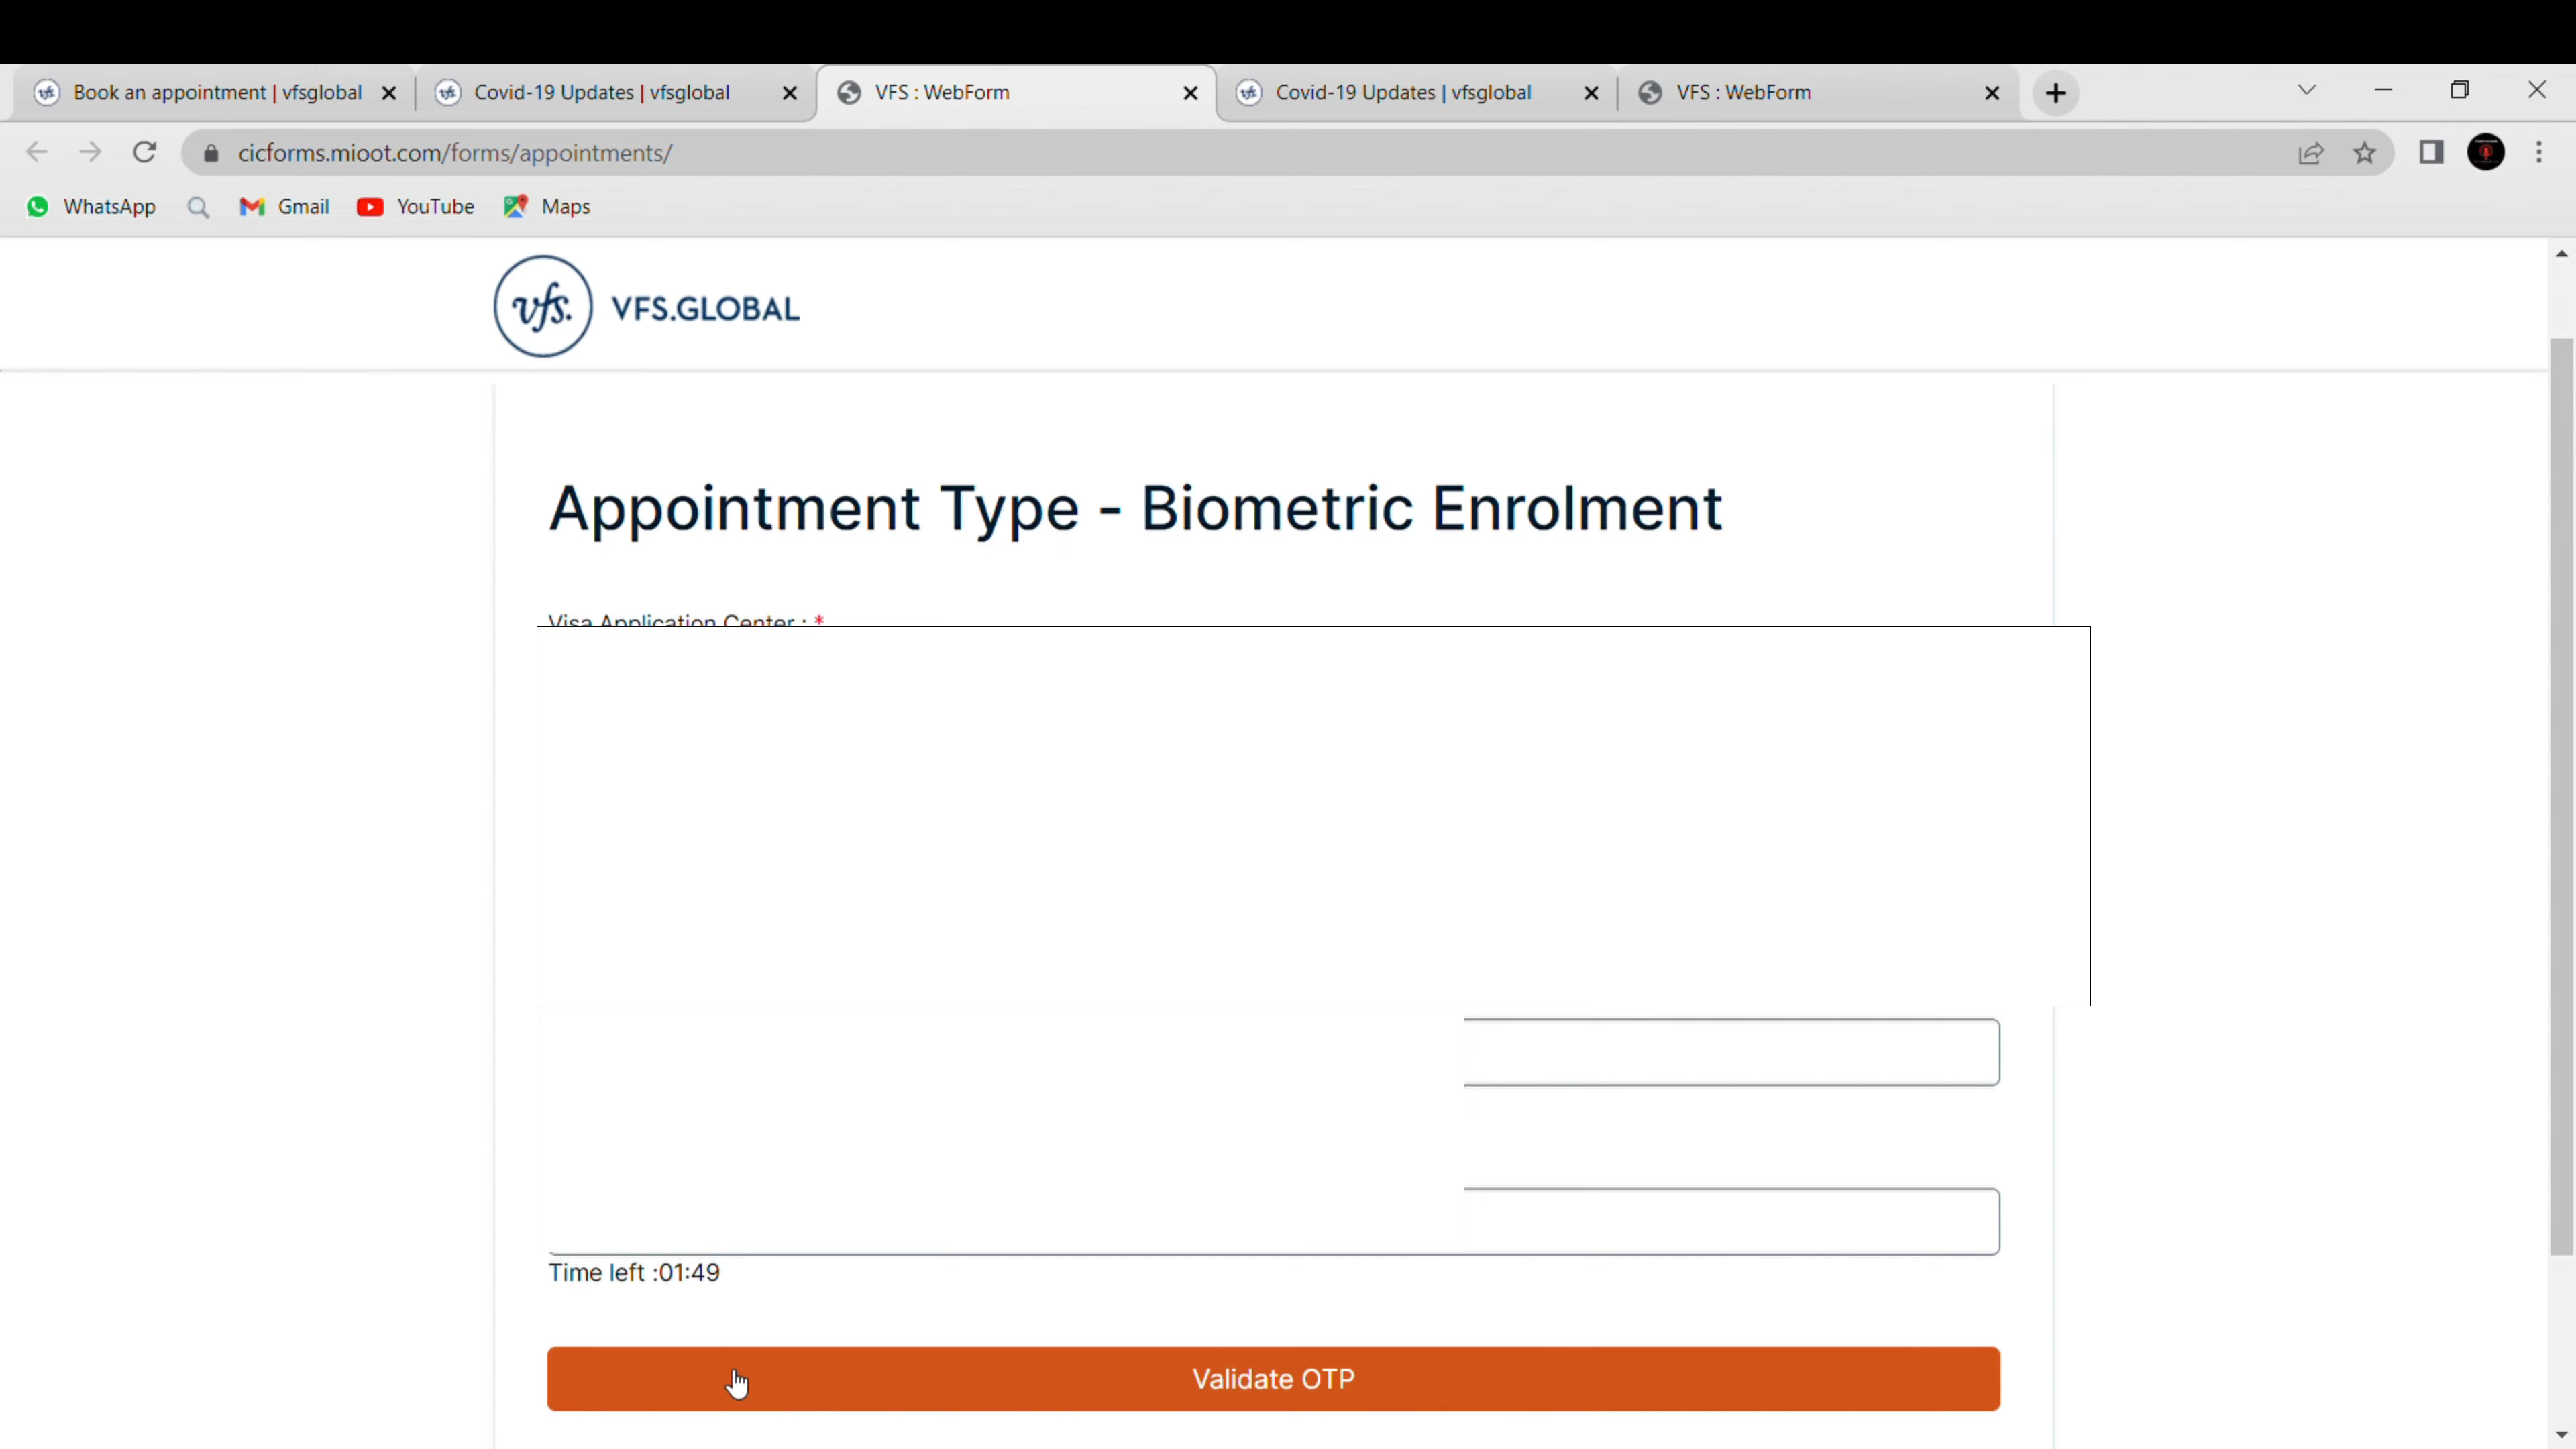 Book an appointment | vfsglobal
Covid-19 Updates | vfsglobal
VFS : WebForm
Covid-19 Updates | vfsglobal
VFS : WebForm
cicforms.mioot.com/forms/appointments/
WhatsApp
Gmail
YouTube
Maps
vfs. VFS.GLOBAL
Appointment Type - Biometric Enrolment
Visa Application Center : *
Time left :01:49
Validate OTP